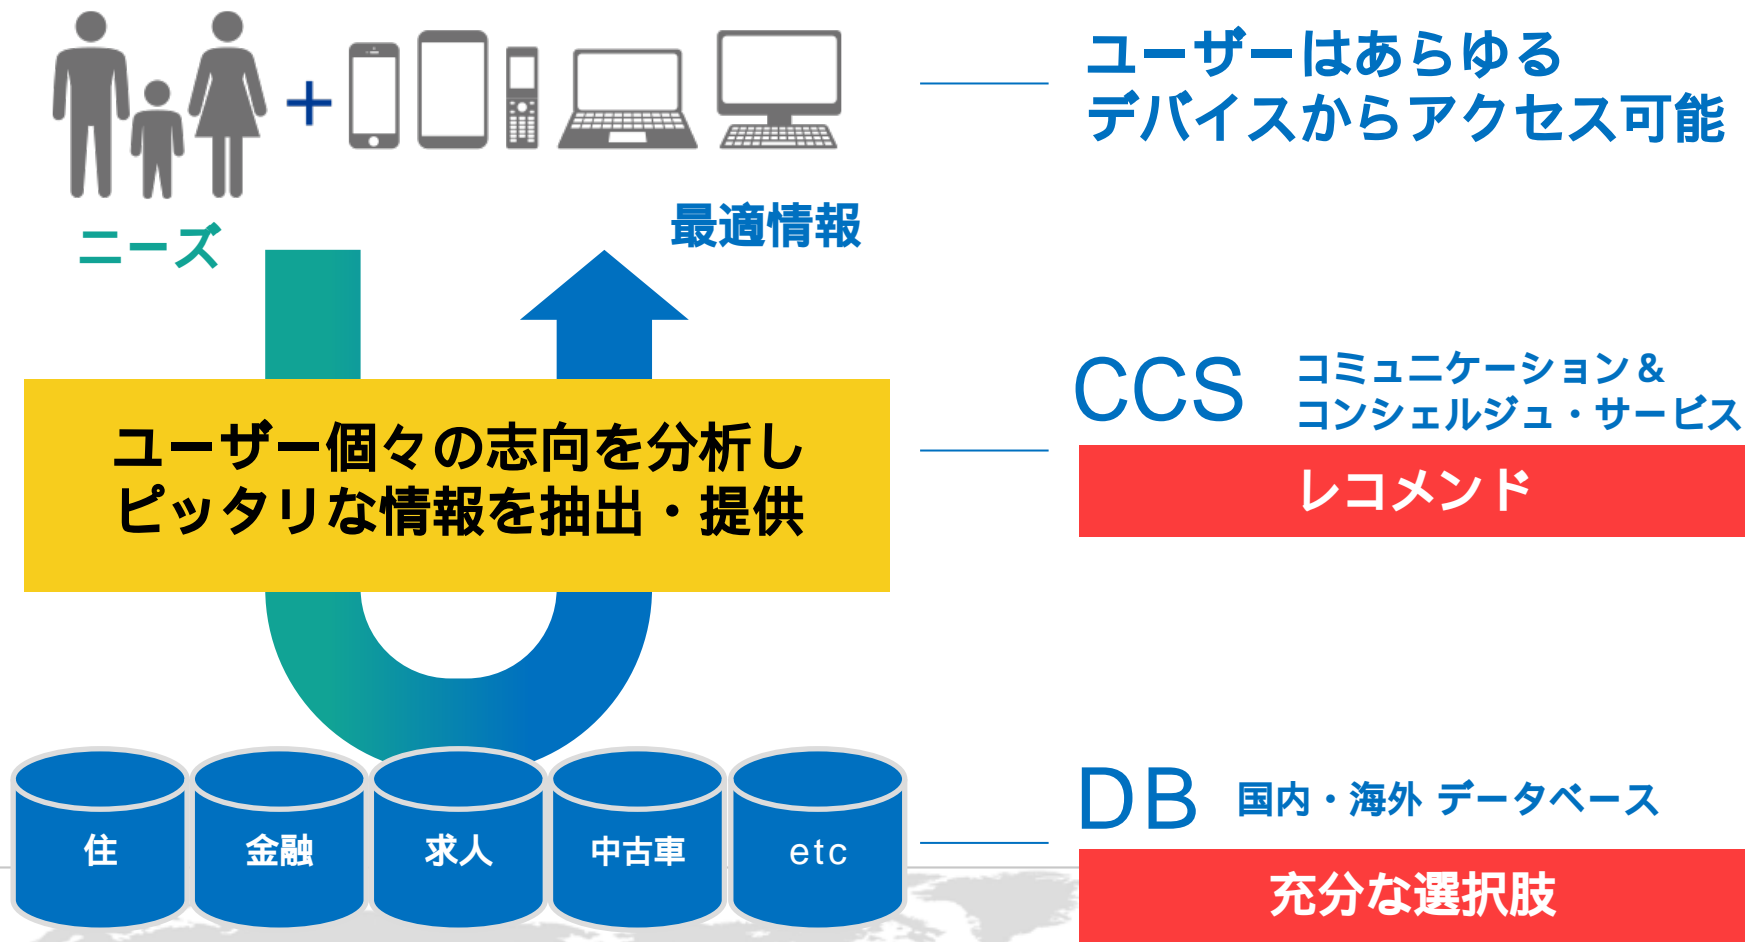 ユーザーはあらゆる
デバイスからアクセス可能
ニーズ
最適情報
CCS コミュニケーション&
コンシェルジュ・サービス
ユーザー個々の志向を分析し
ピッタリな情報を抽出・提供
レコメンド
DB 国内・海外 データベース
住
金融
求人
中古車
etc
充分な選択肢